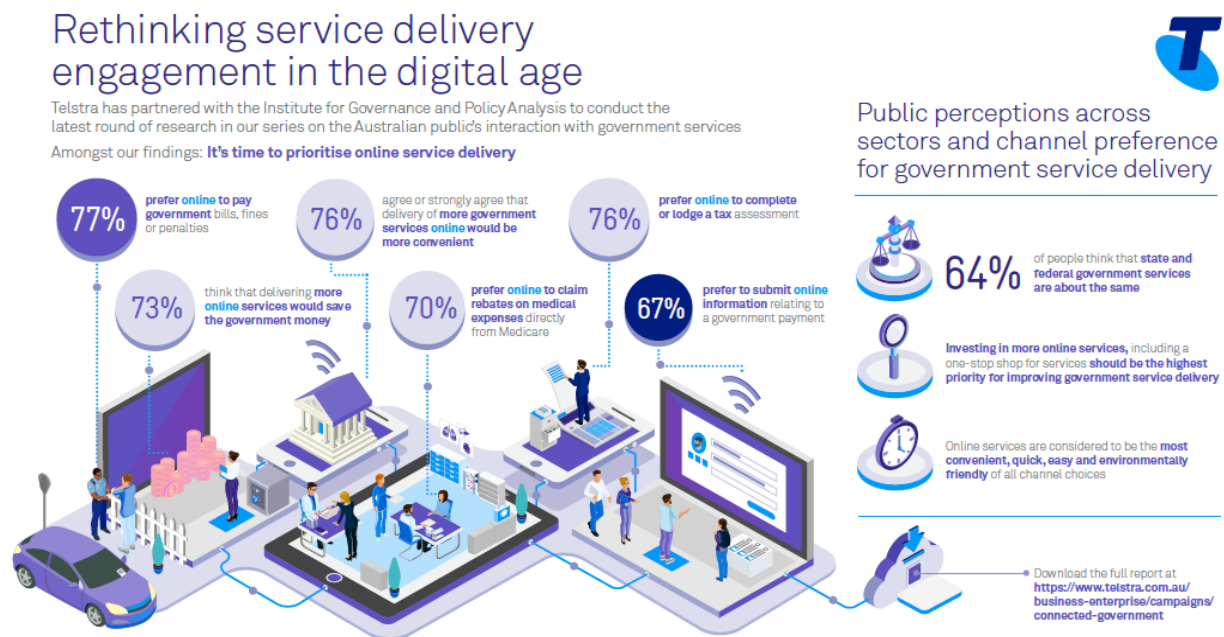 Rethinking service delivery
engagement in the digital age
Telstra has partnered with the Institute for Governance and Policy Analysis to conduct the
latest round of research in our series on the Australian public's interaction with government services
Amongst our findings: It's time to prioritise online service delivery
77%
prefer online to pay
government bills, fines
or penalties
76%
agree or strongly agree that
delivery of more government
services online would be
more convenient
76%
prefer online to complete
or lodge a tax assessment
73%
think that delivering more
online services would save
the government money
70%
prefer online to claim
rebates on medical
expenses directly
from Medicare
67%
prefer to submit online
information relating to
a government payment
T
Public perceptions across
sectors and channel preference
for government service delivery
64%
of people think that state and
federal government services
are about the same
Investing in more online services, including a
one-stop shop for services should be the highest
priority for improving government service delivery
Online services are considered to be the most
convenient, quick, easy and environmentally
friendly of all channel choices
Download the full report at
https://www.telstra.com.au/
business-enterprise/campaigns/
connected-government